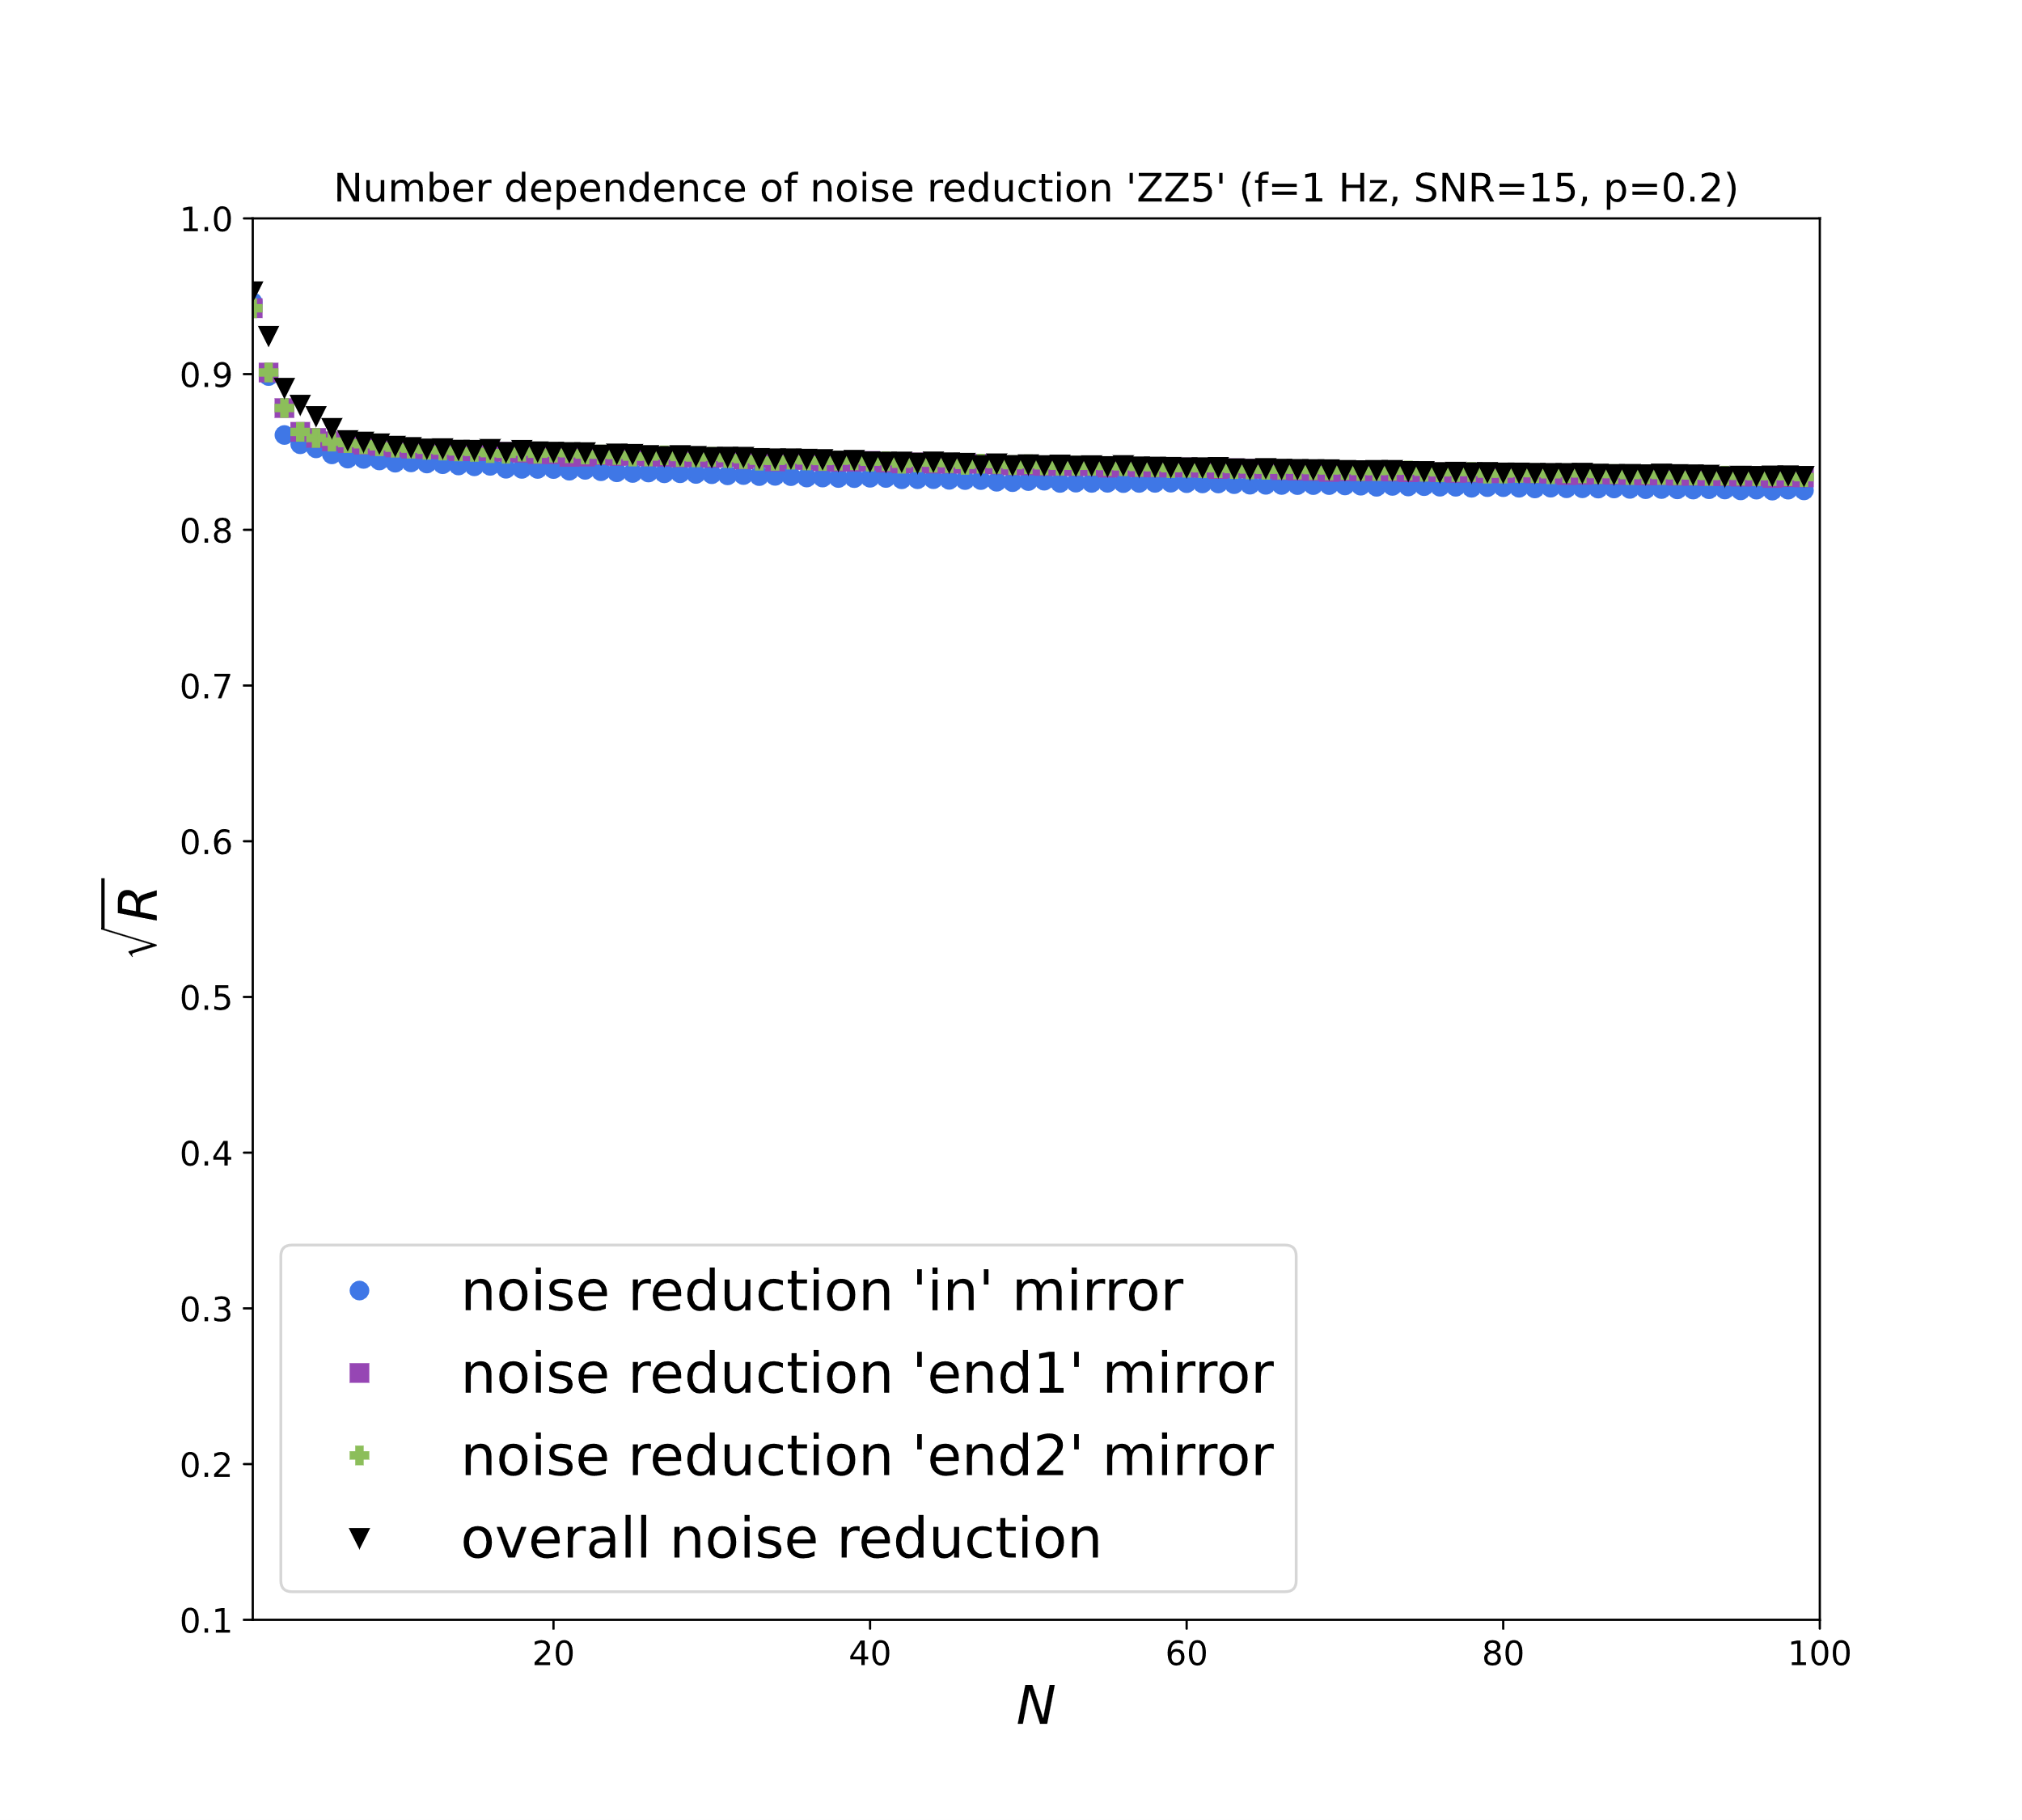 Number dependence of noise reduction 'ZZ5' (f=1 Hz, SNR=15, p=0.2)
1.0
0.9
0.8
0.7
0.6
0.5
0.4
0.3
0.2
0.1
√R
noise reduction 'in' mirror
noise reduction 'end1' mirror
noise reduction 'end2' mirror
overall noise reduction
20 40 60 80 100
N